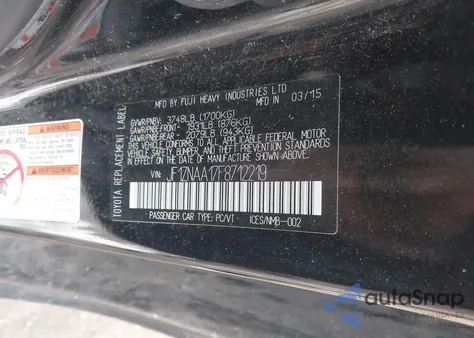 TOYOTA REPLACEMENT LABEL
MFD BY FUJI HEAVY INDUSTRIES LTD
GVWR/PNBV: 3748LB (1700KG) MFD IN 03/15
GAWR/PNBE-FRONT: 1931LB (876KG)
GAWR/PNBE-REAR: 2079LB (943KG)
THIS VEHICLE CONFORMS TO ALL APPLICABLE FEDERAL MOTOR
VEHICLE SAFETY, BUMPER, AND THEFT PREVENTION STANDARDS
IN EFFECT ON THE DATE OF MANUFACTURE SHOWN ABOVE.
VIN: JF1ZNAA17F8712219
PASSENGER CAR TYPE: PC/VT ICES/NMB-002
autoSnap